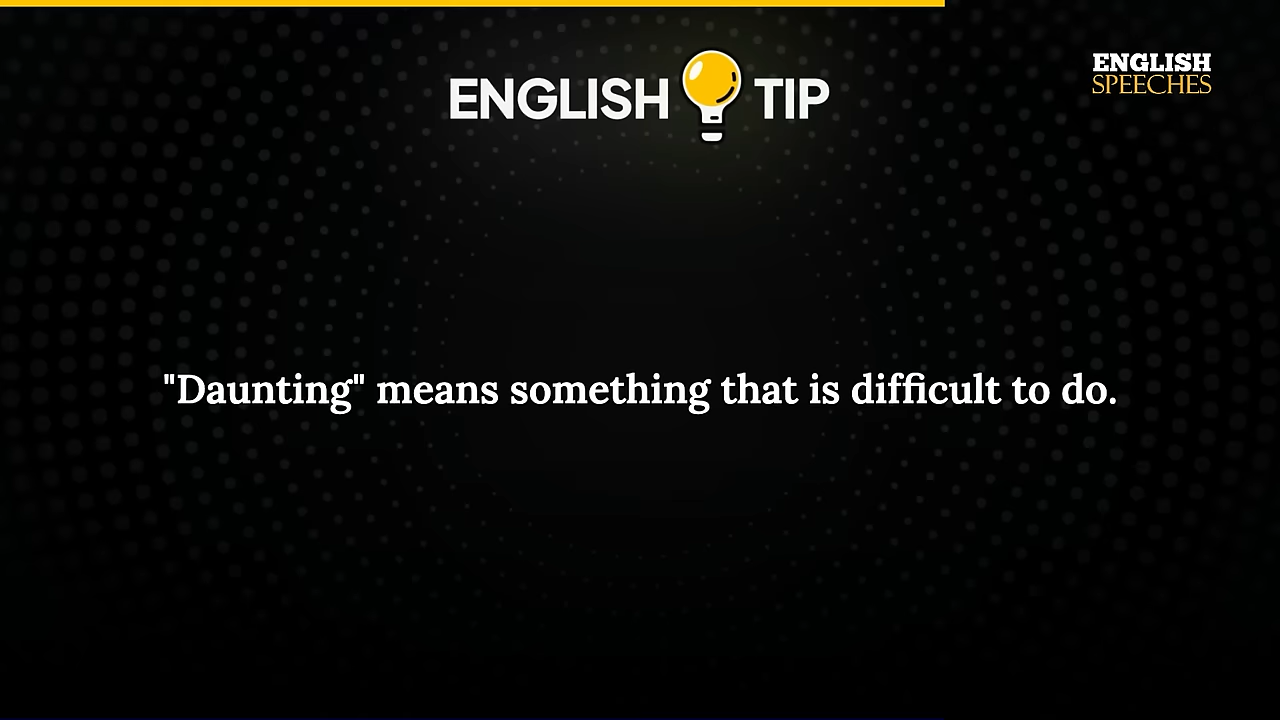 ENGLISH TIP
ENGLISH
SPEECHES
"Daunting" means something that is difficult to do.